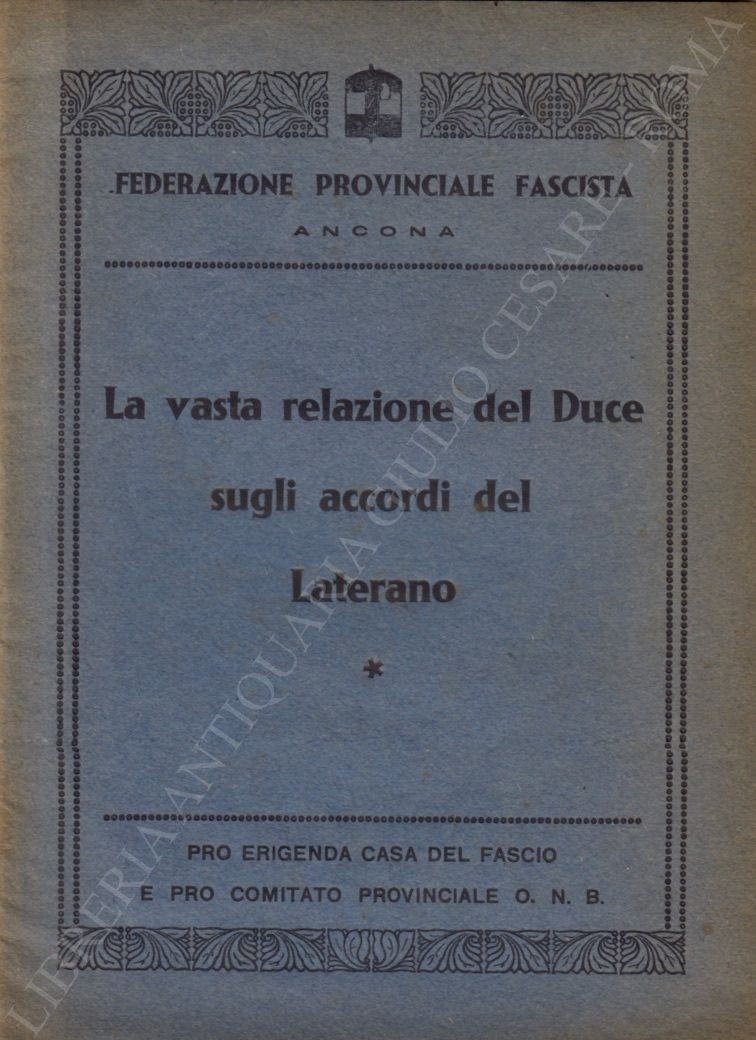 FEDERAZIONE PROVINCIALE FASCISTA
ANCONA
La vasta relazione del Duce
sugli accordi del
Laterano
*
PRO ERIGENDA CASA DEL FASCIO
E PRO COMITATO PROVINCIALE O. N. B.
LIBRERIA ANTIQUARIA GIULIO CESARE - ROMA